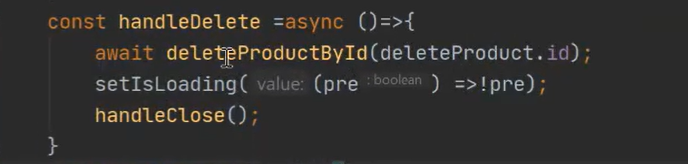 const handleDelete =async ()=>{
await deleteProductById(deleteProduct.id);
setIsLoading( value: (pre : boolean ) =>!pre);
handleClose();
}